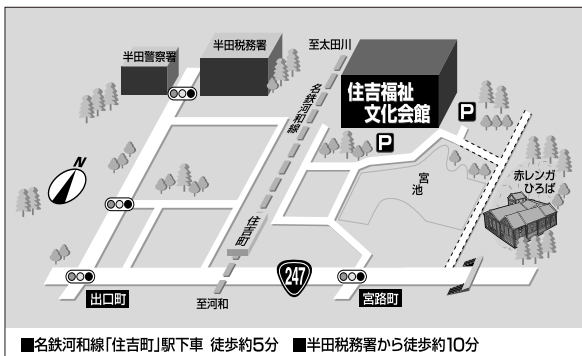 半田警察署
半田税務署
至太田川
名鉄河和線
住吉福祉
文化会館
P
P
N
赤レンガ
ひろば
宮池
住吉町
247
出口町
至河和
宮路町
■名鉄河和線「住吉町」駅下車 徒歩約5分 ■半田税務署から徒歩約10分